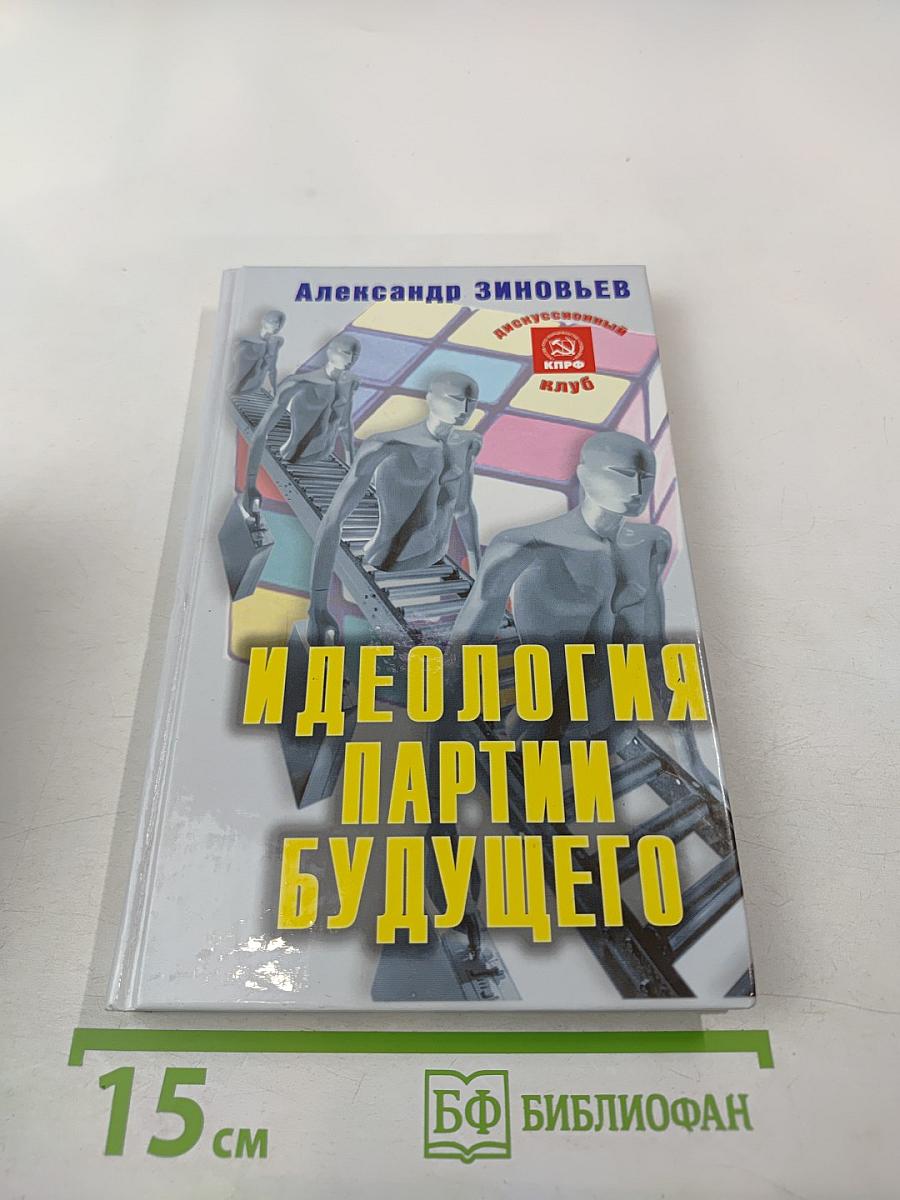 Александр ЗИНОВЬЕВ
Дискуссионный
КПРФ
клуб
ИДЕОЛОГИЯ
ПАРТИИ
БУДУЩЕГО
15 см
БФ БИБЛИОФАН